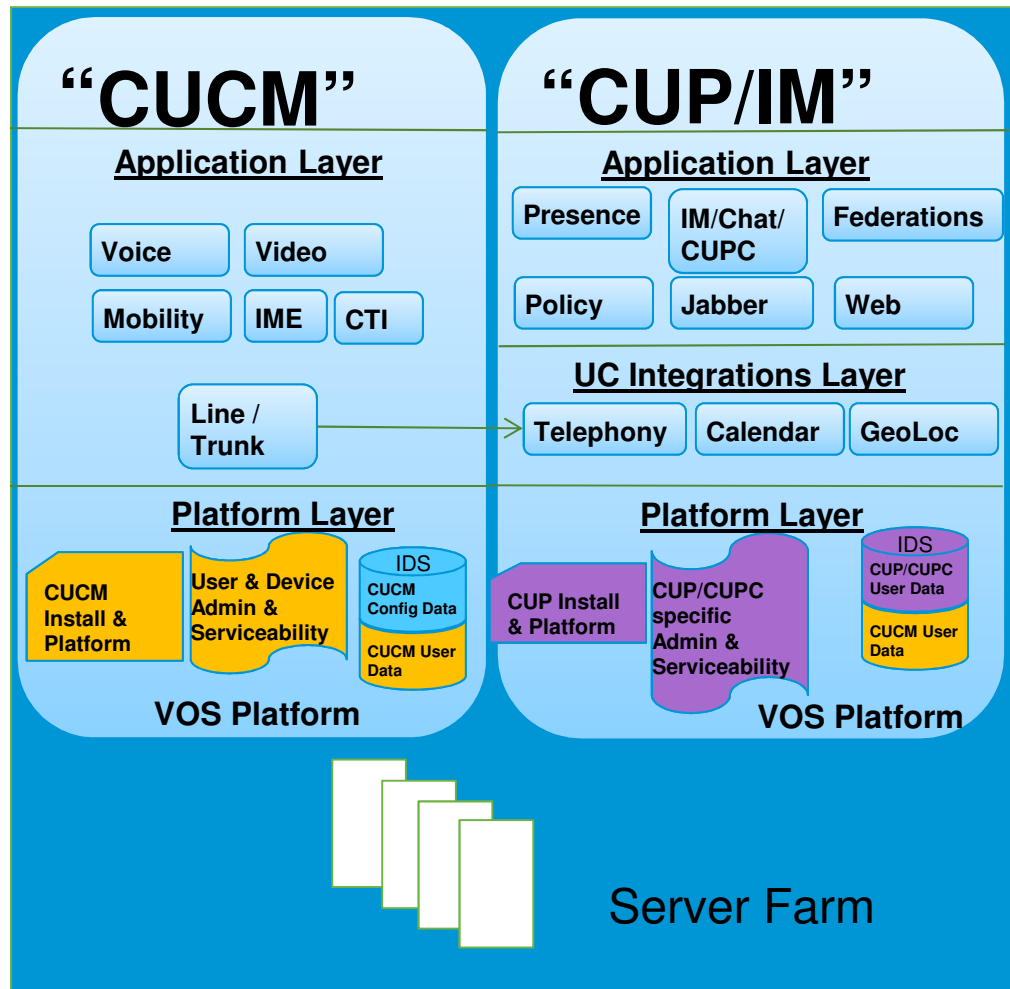 “CUCM”
Application Layer
Voice
Video
Mobility
IME
CTI
Line /
Trunk
Platform Layer
CUCM
Install &
Platform
User & Device
Admin &
Serviceability
IDS
CUCM
Config Data
CUCM User
Data
VOS Platform
“CUP/IM”
Application Layer
Presence
IM/Chat/
CUPC
Federations
Policy
Jabber
Web
UC Integrations Layer
Telephony
Calendar
GeoLoc
Platform Layer
CUP Install
& Platform
CUP/CUPC
specific
Admin &
Serviceability
IDS
CUP/CUPC
User Data
CUCM User
Data
VOS Platform
Server Farm